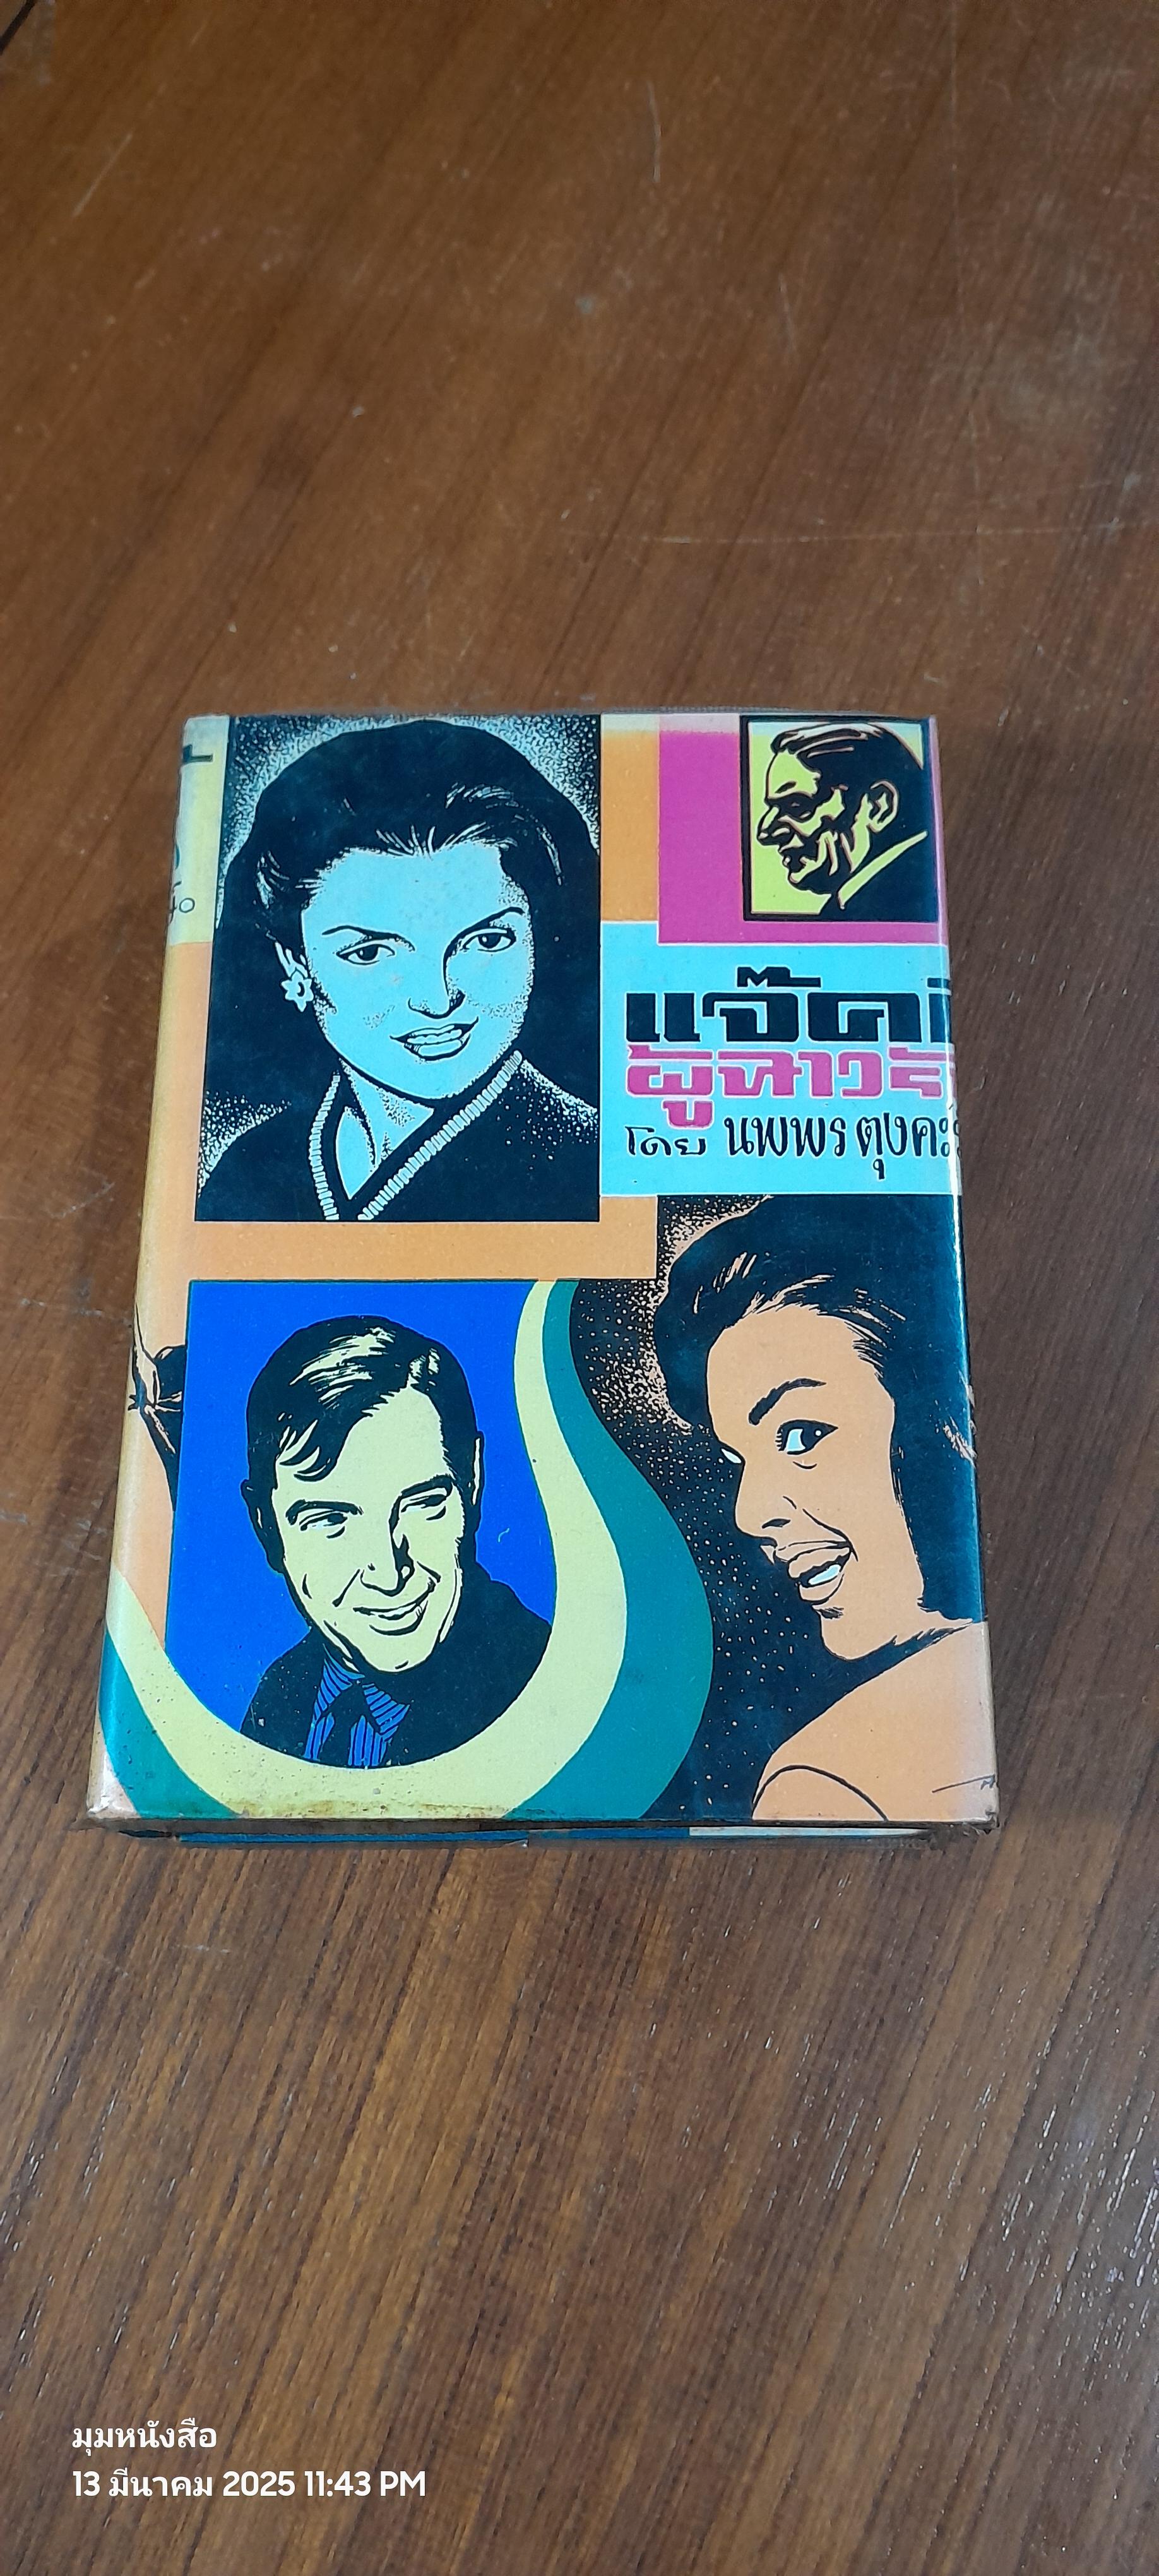 แจ๊คกี
ผู้หาวรั
โดย นพพร ตุงคะ
มุมหนังสือ
13 มีนาคม 2025 11:43 PM